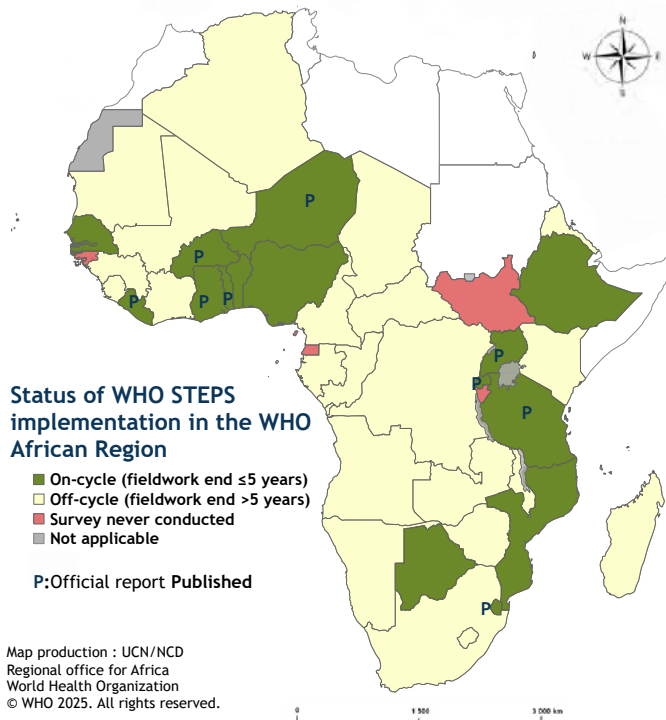 N
W
E
S
P
P
P
P
P
P
P
P
P
Status of WHO STEPS
implementation in the WHO
African Region
On-cycle (fieldwork end ≤5 years)
Off-cycle (fieldwork end >5 years)
Survey never conducted
Not applicable
P:Official report Published
Map production : UCN/NCD
Regional office for Africa
World Health Organization
© WHO 2025. All rights reserved.
0
1 500
3 000 km